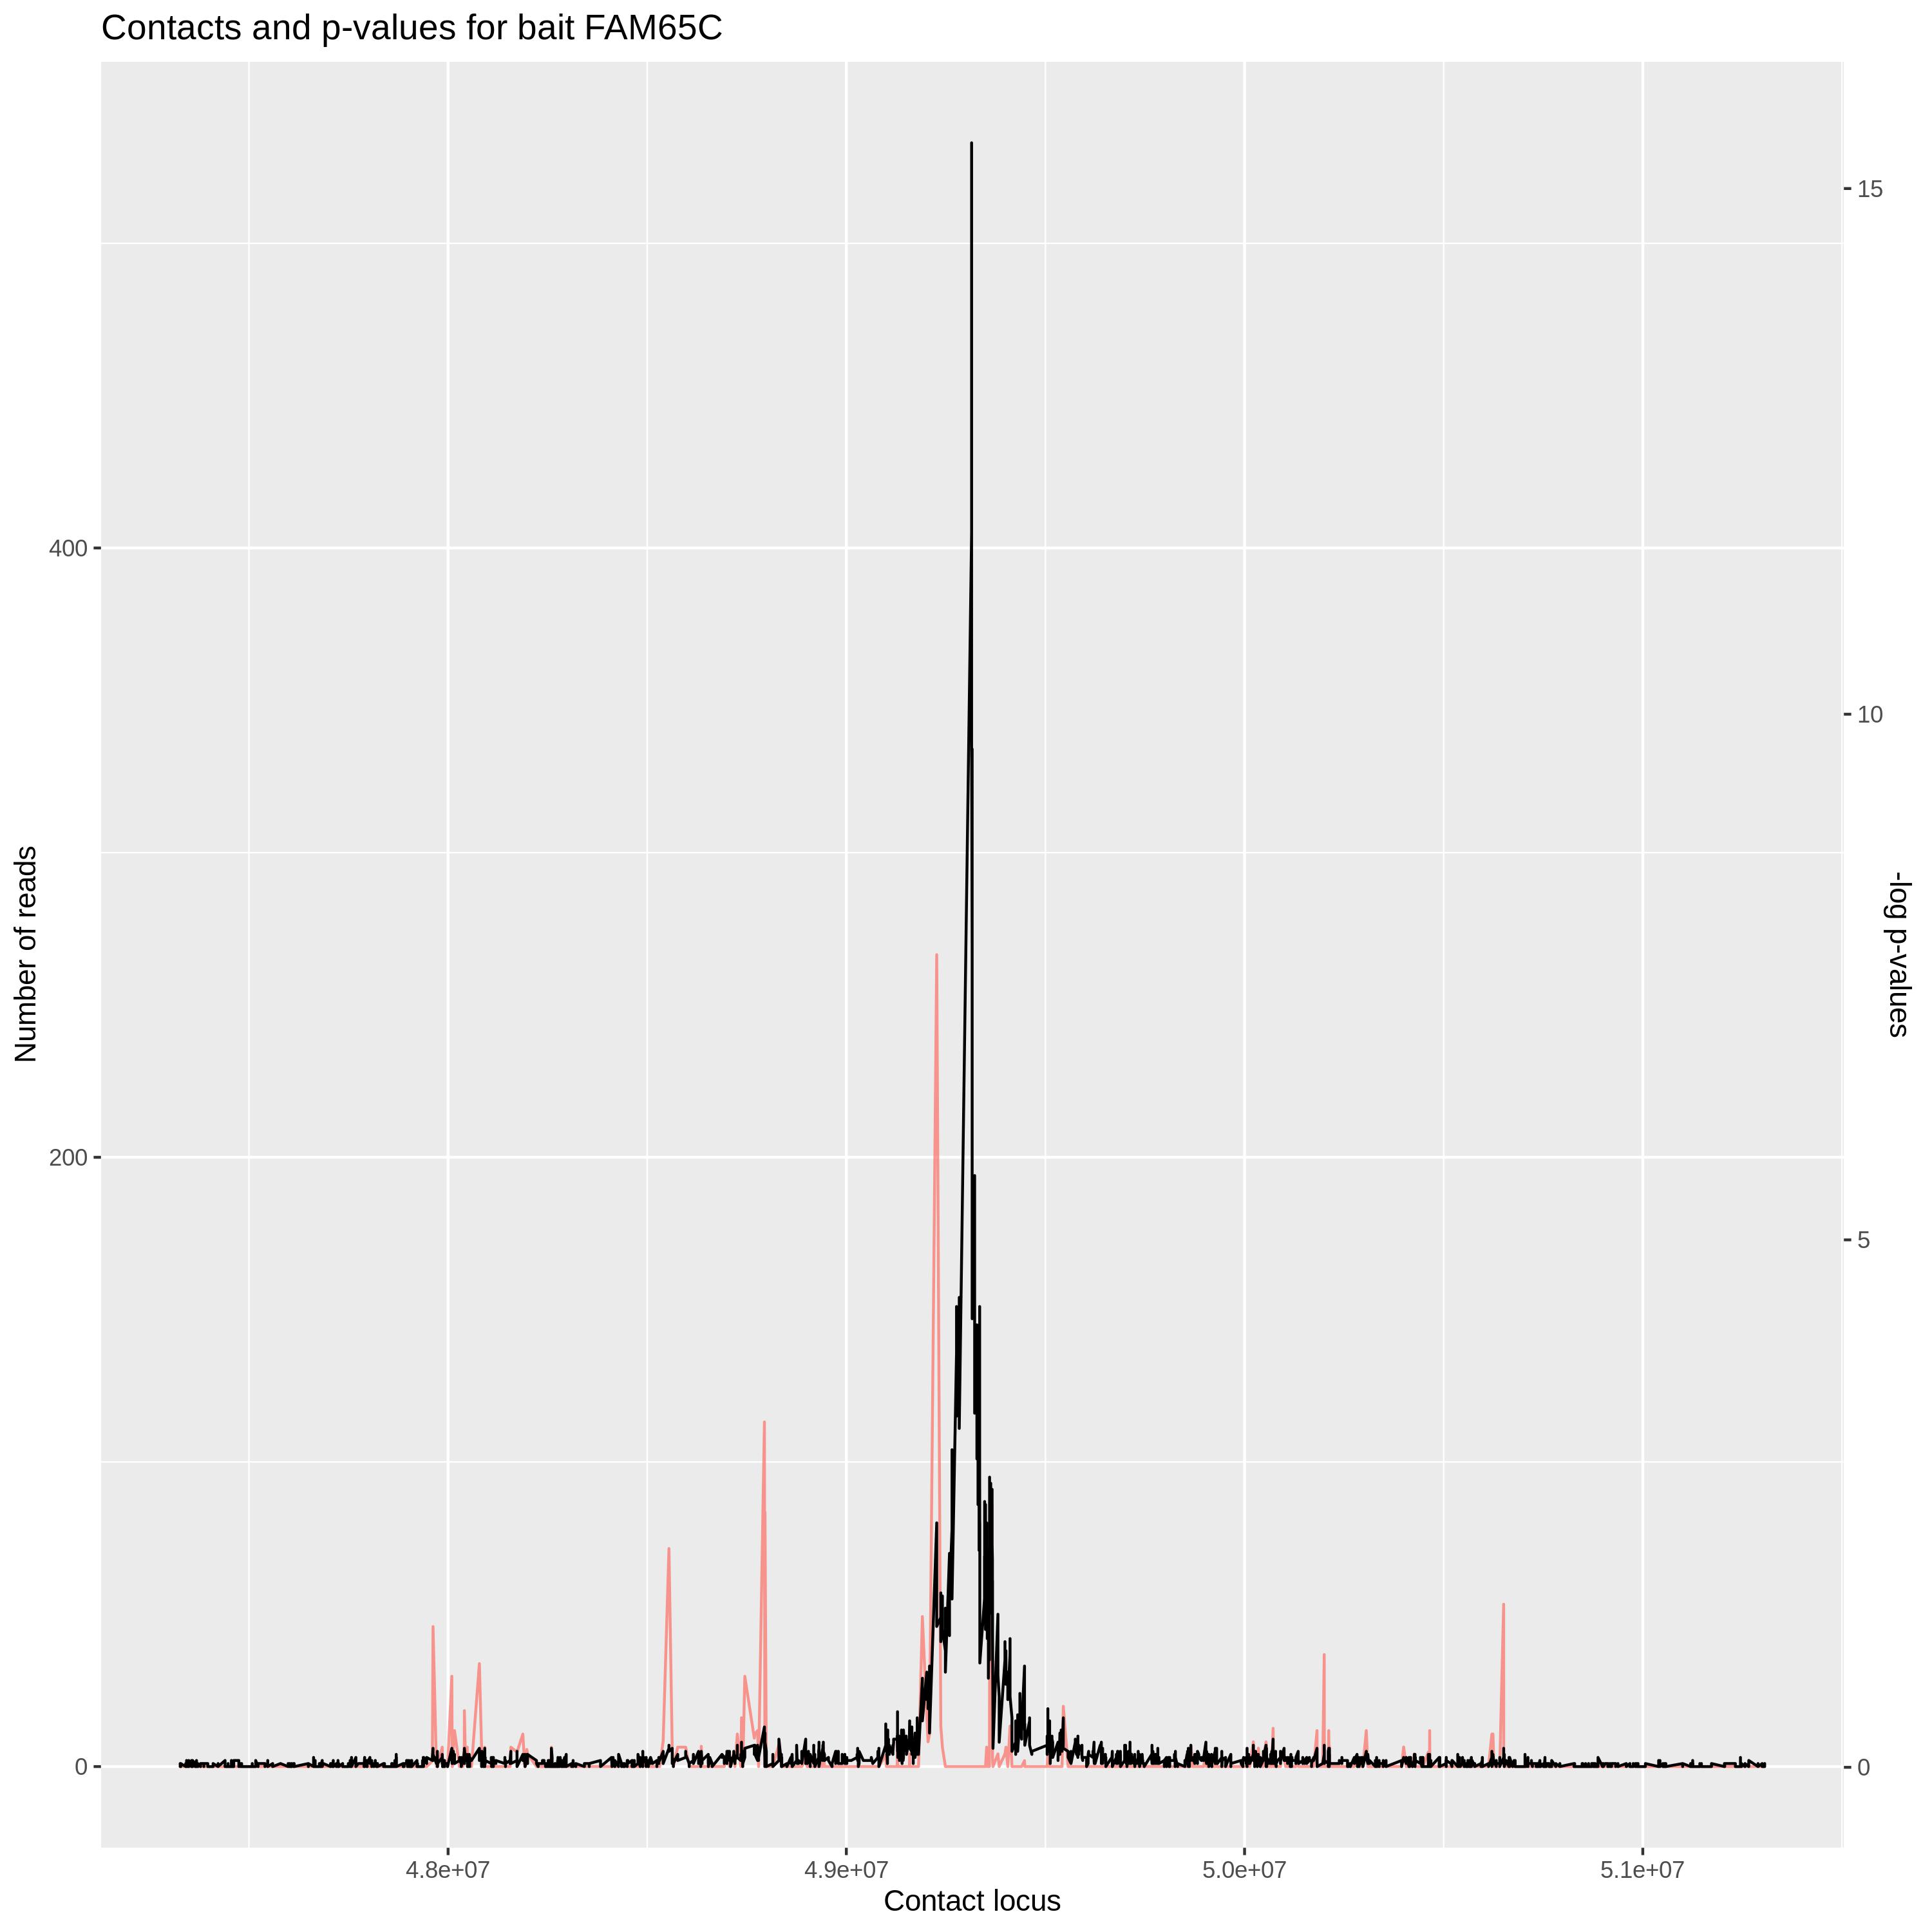 Contacts and p-values for bait FAM65C
15
400
10
Number of reads
-log p-values
200
5
0
0
4.8e+07
4.9e+07
5.0e+07
5.1e+07
Contact locus